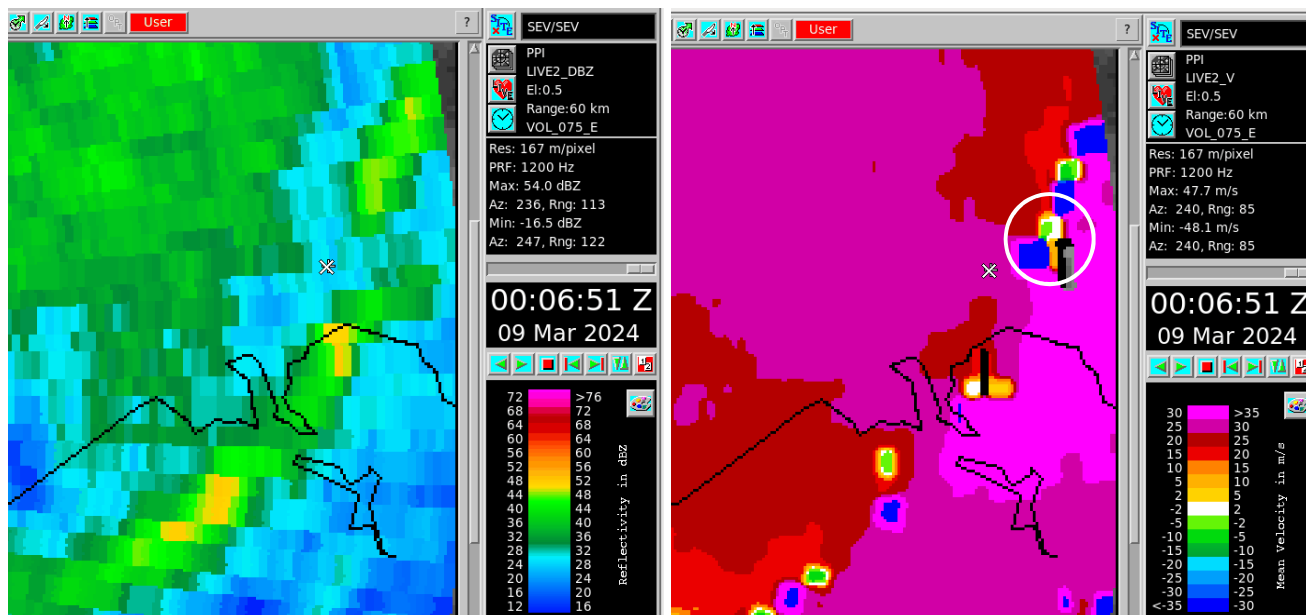 User
?
SITE
SEV/SEV
PPI
LIVE2_DBZ
El:0.5
Range:60 km
VOL_075_E
Res: 167 m/pixel
PRF: 1200 Hz
Max: 54.0 dBZ
Az: 236, Rng: 113
Min: -16.5 dBZ
Az: 247, Rng: 122
00:06:51 Z
09 Mar 2024
72 >76
68 72
64 68
60 64
56 60
52 56
48 52
44 48
40 44
36 40
32 36
28 32
24 28
20 24
16 20
12 16
Reflectivity in dBZ
User
?
SITE
SEV/SEV
PPI
LIVE2_V
El:0.5
Range:60 km
VOL_075_E
Res: 167 m/pixel
PRF: 1200 Hz
Max: 47.7 m/s
Az: 240, Rng: 85
Min: -48.1 m/s
Az: 240, Rng: 85
00:06:51 Z
09 Mar 2024
30 >35
25 30
20 25
15 20
10 15
5 10
2 5
-2 2
-5 -2
-10 -5
-15 -10
-20 -15
-25 -20
-30 -25
<-35 -30
Mean Velocity in m/s